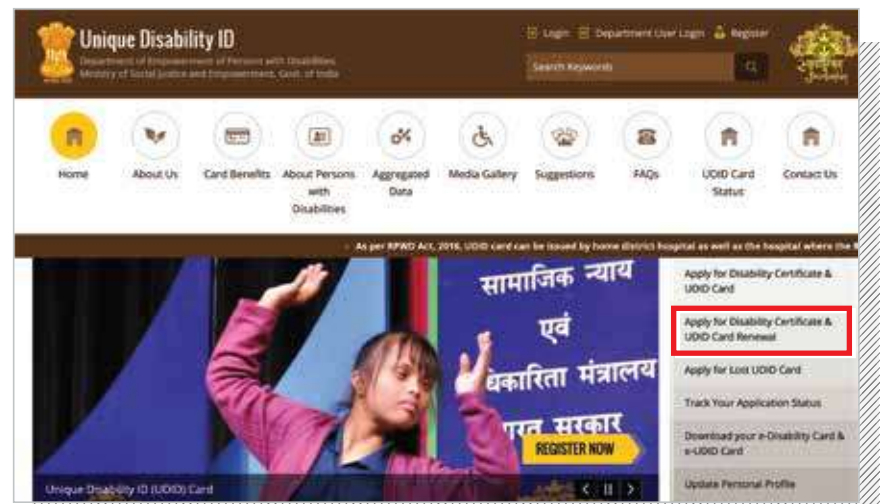 Unique Disability ID
Department of Empowerment of Persons with Disabilities,
Ministry of Social Justice and Empowerment, Govt. of India
Login Department User Login Register
Search Keywords
Home
About Us
Card Benefits
About Persons
with
Disabilities
Aggregated
Data
Media Gallery
Suggestions
FAQs
UDID Card
Status
Contact Us
As per RPWD Act, 2016, UDID card can be issued by home district hospital as well as the hospital where the
सामाजिक न्याय
एवं
धिकारिता मंत्रालय
सरकार
REGISTER NOW
Unique Disability ID (UDID) Card
Apply for Disability Certificate &
UDID Card
Apply for Disability Certificate &
UDID Card Renewal
Apply for Lost UDID Card
Track Your Application Status
Download your e-Disability Card &
e-UDID Card
Update Personal Profile